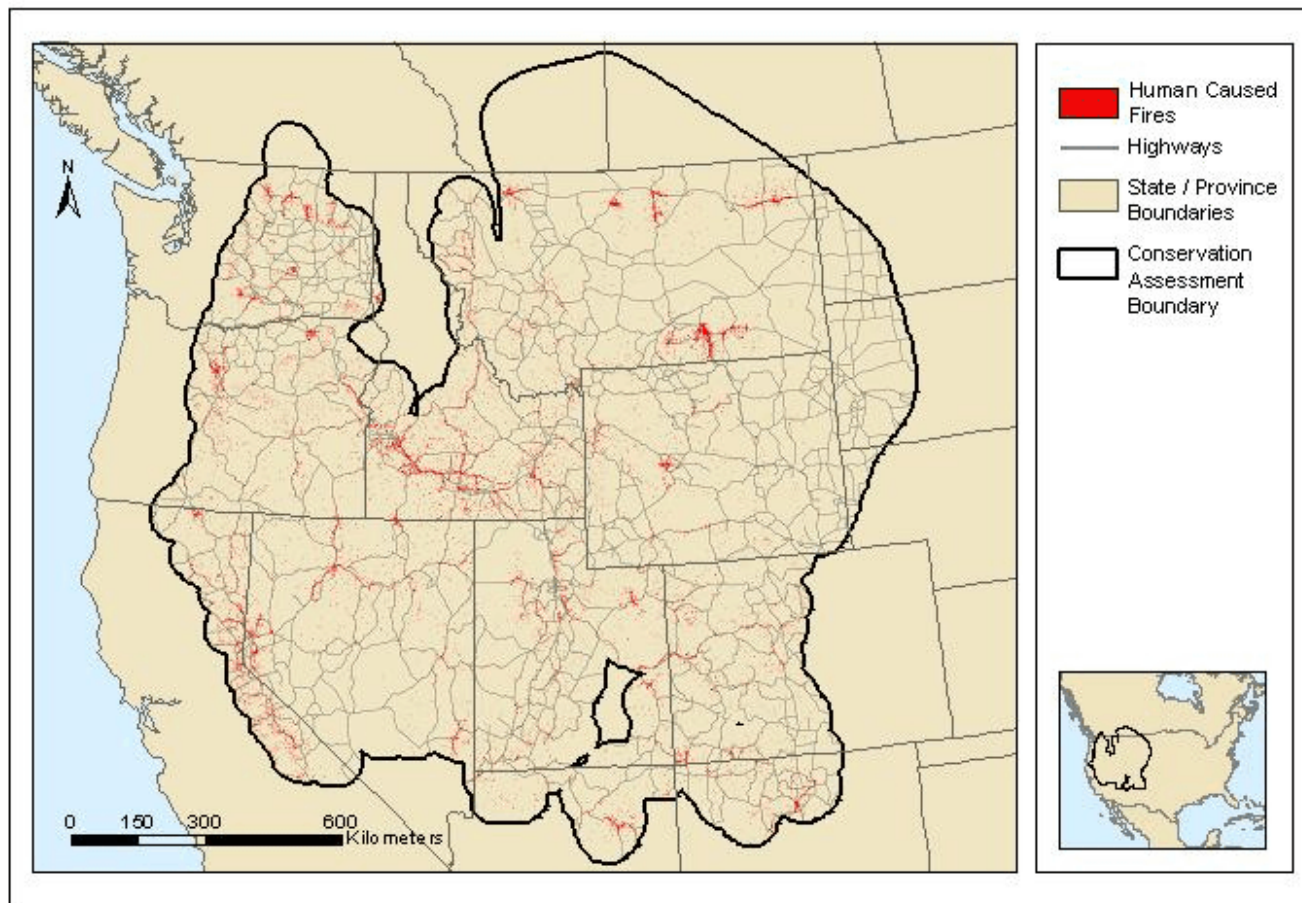 Human Caused
Fires
Highways
State / Province
Boundaries
Conservation
Assessment
Boundary
N
0 150 300 600
Kilometers